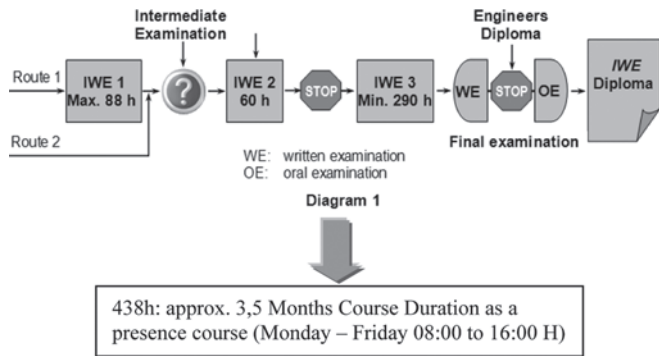 Intermediate
Examination
Engineers
Diploma
Route 1
IWE 1
Max. 88 h
?
IWE 2
60 h
STOP
IWE 3
Min. 290 h
WE
STOP
OE
IWE
Diploma
Route 2
Final examination
WE: written examination
OE: oral examination
Diagram 1
438h: approx. 3,5 Months Course Duration as a
presence course (Monday – Friday 08:00 to 16:00 H)